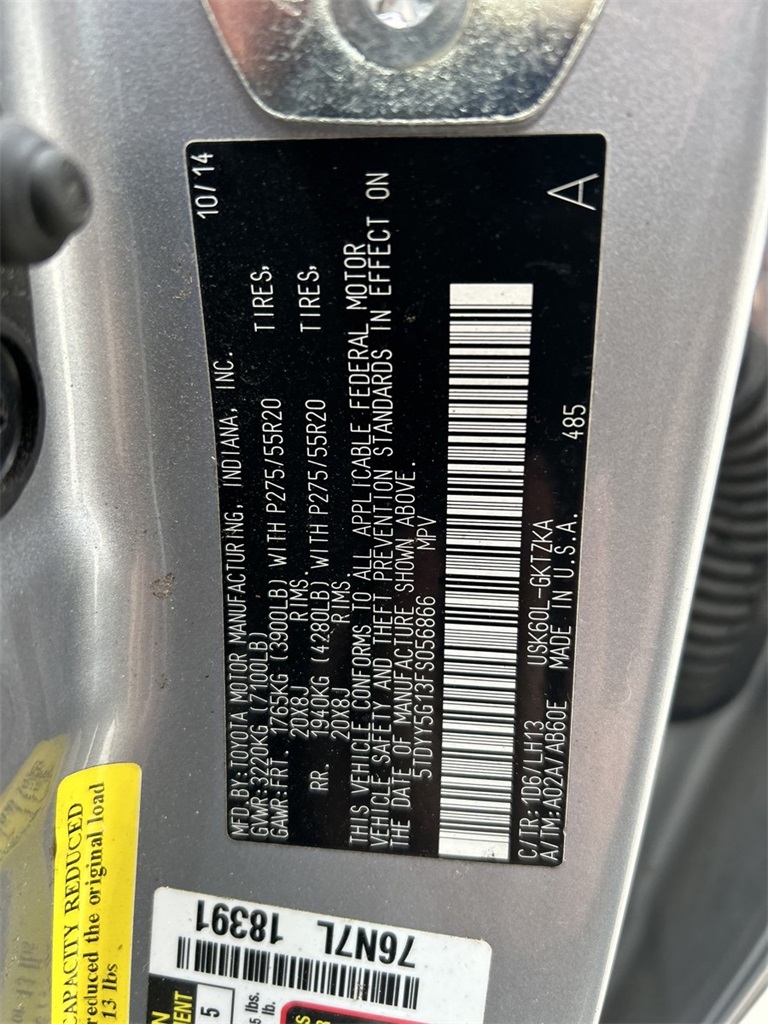 MFD.BY:TOYOTA MOTOR MANUFACTURING, INDIANA, INC. 10/14
GVWR:3220KG (7100LB)
GAWR:FRT. 1765KG (3900LB) WITH P275/55R20 TIRES,
20X8J RIMS.
RR. 1940KG (4280LB) WITH P275/55R20 TIRES,
20X8J RIMS.
THIS VEHICLE CONFORMS TO ALL APPLICABLE FEDERAL MOTOR
VEHICLE SAFETY AND THEFT PREVENTION STANDARDS IN EFFECT ON
THE DATE OF MANUFACTURE SHOWN ABOVE.
5TDYY5G13FS056866 MPV
C/TR:1D6/LH13 USK60L-GKTZKA 485
A/TM:A02A/AB60E MADE IN U.S.A. A
CAPACITY REDUCED
reduced the original load
13 lbs
76N7L 18391
5
lbs.
lb.